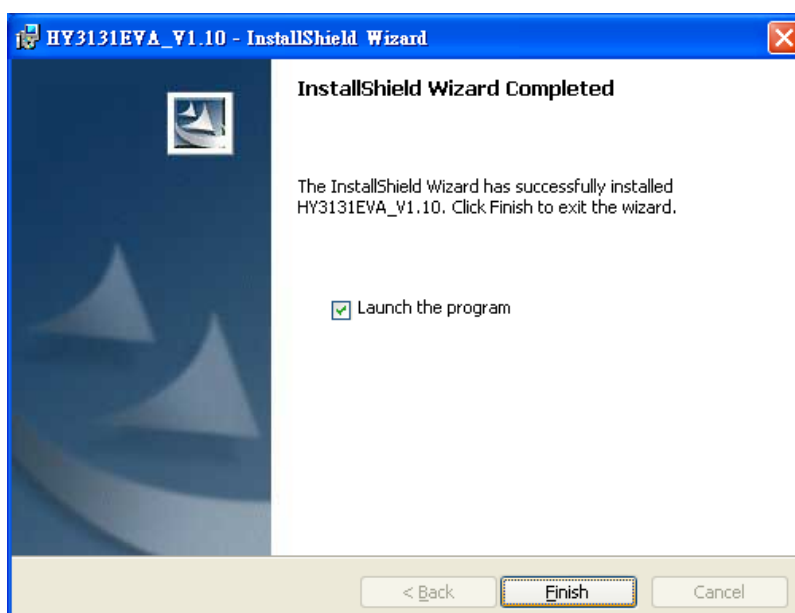 HY3131EVA_V1.10 - InstallShield Wizard
InstallShield Wizard Completed
The InstallShield Wizard has successfully installed
HY3131EVA_V1.10. Click Finish to exit the wizard.
Launch the program
< Back
Finish
Cancel